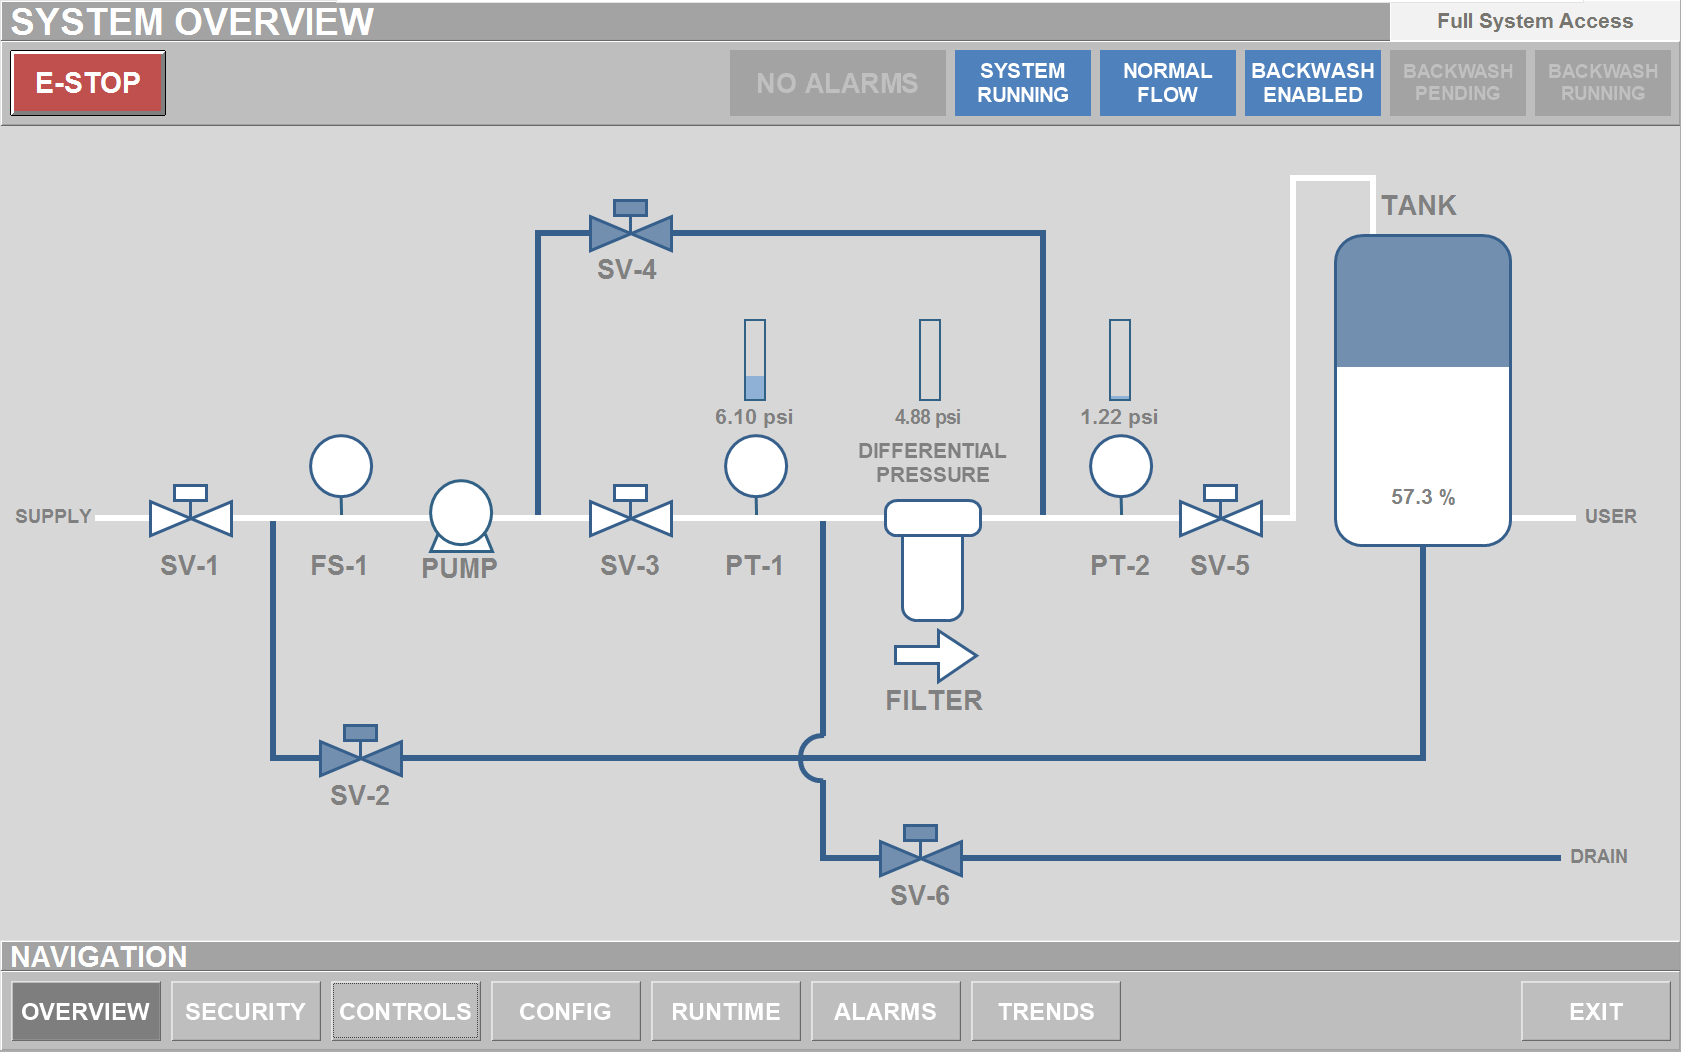 SYSTEM OVERVIEW
Full System Access
E-STOP
NO ALARMS
SYSTEM
RUNNING
NORMAL
FLOW
BACKWASH
ENABLED
BACKWASH
PENDING
BACKWASH
RUNNING
TANK
SV-4
6.10 psi
4.88 psi
1.22 psi
DIFFERENTIAL
PRESSURE
57.3 %
SUPPLY
USER
SV-1
FS-1
PUMP
SV-3
PT-1
PT-2
SV-5
FILTER
SV-2
DRAIN
SV-6
NAVIGATION
OVERVIEW
SECURITY
CONTROLS
CONFIG
RUNTIME
ALARMS
TRENDS
EXIT